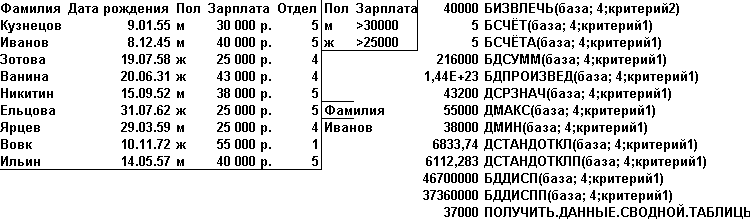 Фамилия Дата рождения Пол Зарплата Отдел Пол Зарплата 40000 БИЗВЛЕЧЬ(база; 4;критерий2)
Кузнецов 9.01.55 м 30 000 р. 5 м >30000 5 БСЧЁТ(база; 4;критерий1)
Иванов 8.12.45 м 40 000 р. 5 ж >25000 5 БСЧЁТА(база; 4;критерий1)
Зотова 19.07.58 ж 25 000 р. 4 216000 БДСУММ(база; 4;критерий1)
Ванина 20.06.31 ж 43 000 р. 4 1,44E+23 БДПРОИЗВЕД(база; 4;критерий1)
Никитин 15.09.52 м 38 000 р. 5 43200 ДСРЗНАЧ(база; 4;критерий1)
Ельцова 31.07.62 ж 25 000 р. 5 Фамилия 55000 ДМАКС(база; 4;критерий1)
Ярцев 29.03.59 м 25 000 р. 4 Иванов 38000 ДМИН(база; 4;критерий1)
Вовк 10.11.72 ж 55 000 р. 1 6833,74 ДСТАНДОТКЛ(база; 4;критерий1)
Ильин 14.05.57 м 40 000 р. 5 6112,283 ДСТАНДОТКЛП(база; 4;критерий1)
46700000 БДДИСП(база; 4;критерий1)
37360000 БДДИСПП(база; 4;критерий1)
37000 ПОЛУЧИТЬ.ДАННЫЕ.СВОДНОЙ.ТАБЛИЦЬ